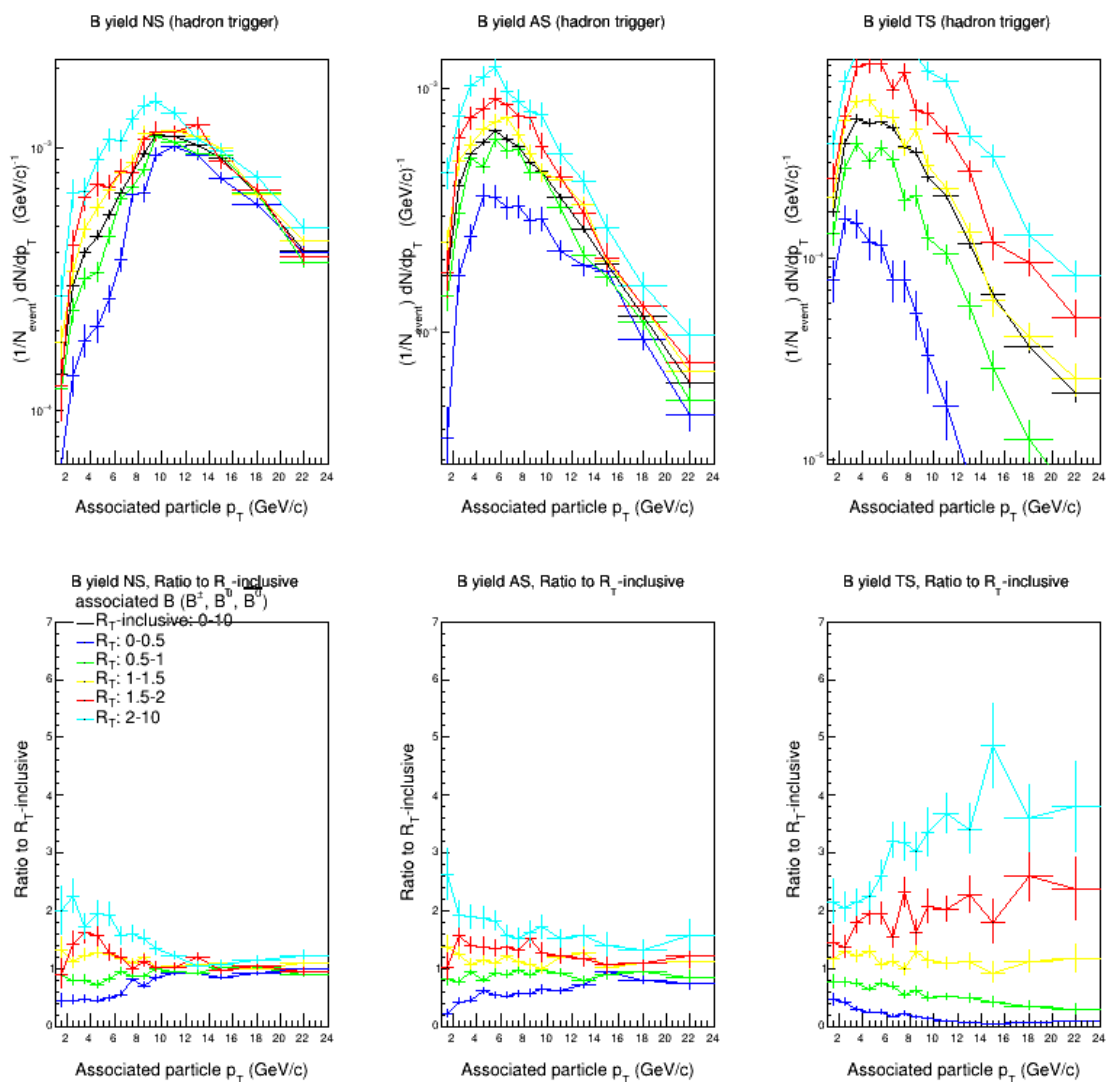 B yield NS (hadron trigger)
(1/N_event) dN/dp_T (GeV/c)^-1
10^-3
10^-4
2 4 6 8 10 12 14 16 18 20 22 24
Associated particle p_T (GeV/c)
B yield AS (hadron trigger)
(1/N_event) dN/dp_T (GeV/c)^-1
10^-3
10^-4
2 4 6 8 10 12 14 16 18 20 22 24
Associated particle p_T (GeV/c)
B yield TS (hadron trigger)
(1/N_event) dN/dp_T (GeV/c)^-1
10^-4
10^-5
2 4 6 8 10 12 14 16 18 20 22 24
Associated particle p_T (GeV/c)
B yield NS, Ratio to R_T-inclusive
associated B (B^±, B^0, B̅^0)
R_T-inclusive: 0-10
R_T: 0-0.5
R_T: 0.5-1
R_T: 1-1.5
R_T: 1.5-2
R_T: 2-10
Ratio to R_T-inclusive
7
6
5
4
3
2
1
0
2 4 6 8 10 12 14 16 18 20 22 24
Associated particle p_T (GeV/c)
B yield AS, Ratio to R_T-inclusive
Ratio to R_T-inclusive
7
6
5
4
3
2
1
0
2 4 6 8 10 12 14 16 18 20 22 24
Associated particle p_T (GeV/c)
B yield TS, Ratio to R_T-inclusive
Ratio to R_T-inclusive
7
6
5
4
3
2
1
0
2 4 6 8 10 12 14 16 18 20 22 24
Associated particle p_T (GeV/c)